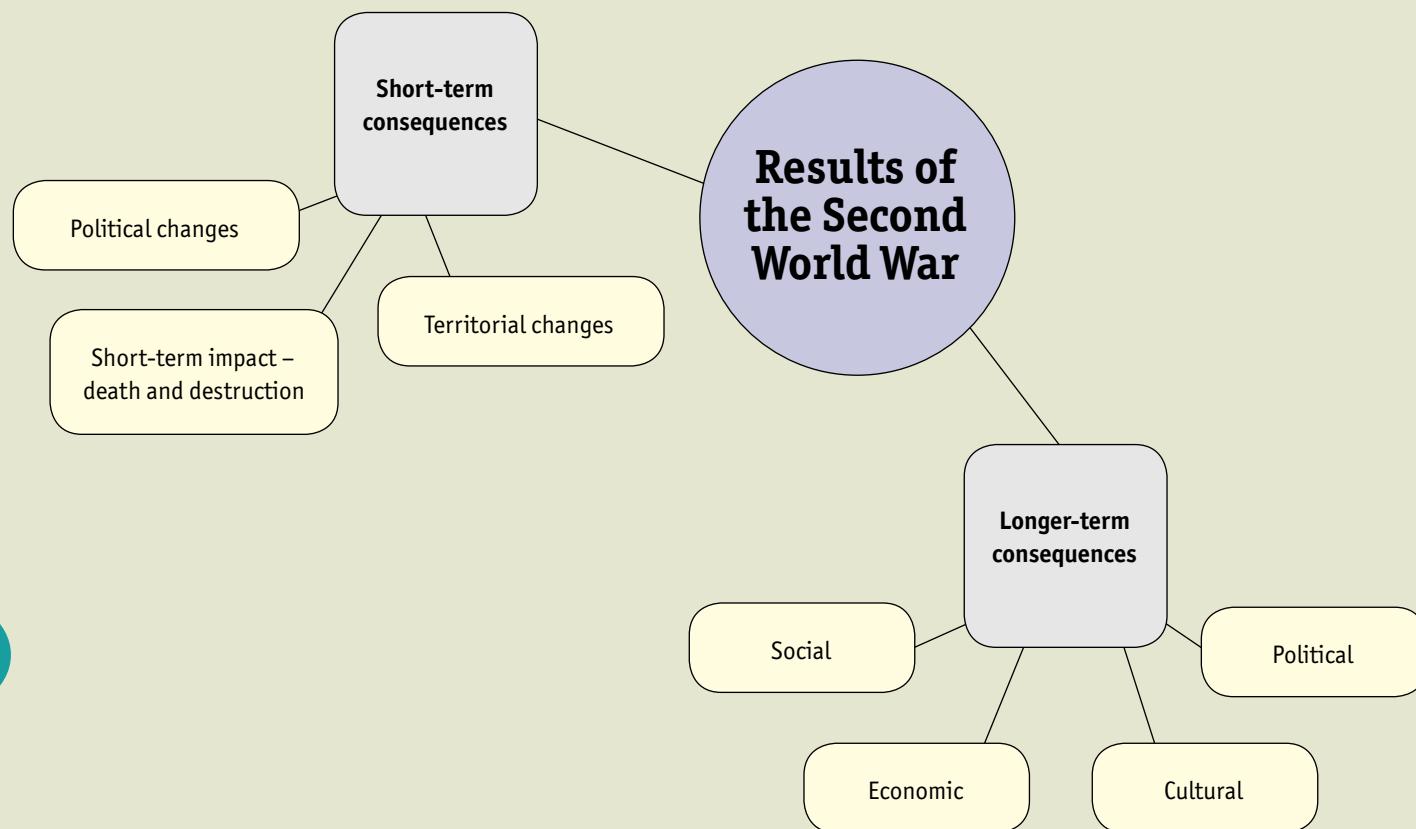 Results of
the Second
World War
Short-term
consequences
Political changes
Short-term impact –
death and destruction
Territorial changes
Longer-term
consequences
Social
Economic
Cultural
Political